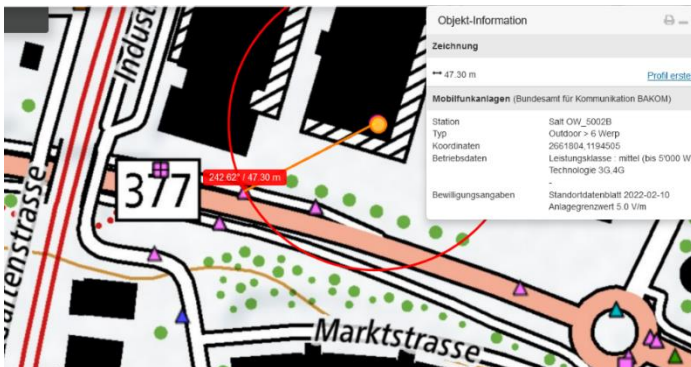 Objekt-Information
Zeichnung
47.30 m
Profil erste
Mobilfunkanlagen (Bundesamt für Kommunikation BAKOM)
Station Salt OW_5002B
Typ Outdoor > 6 Werp
Koordinaten 2661804,1194505
Betriebsdaten Leistungsklasse : mittel (bis 5'000 W
Technologie 3G,4G
-
Bewilligungsangaben Standortdatenblatt 2022-02-10
Anlagegrenzwert 5.0 V/m
Indust
377
242.62° / 47.30 m
artenstrasse
Marktstrasse